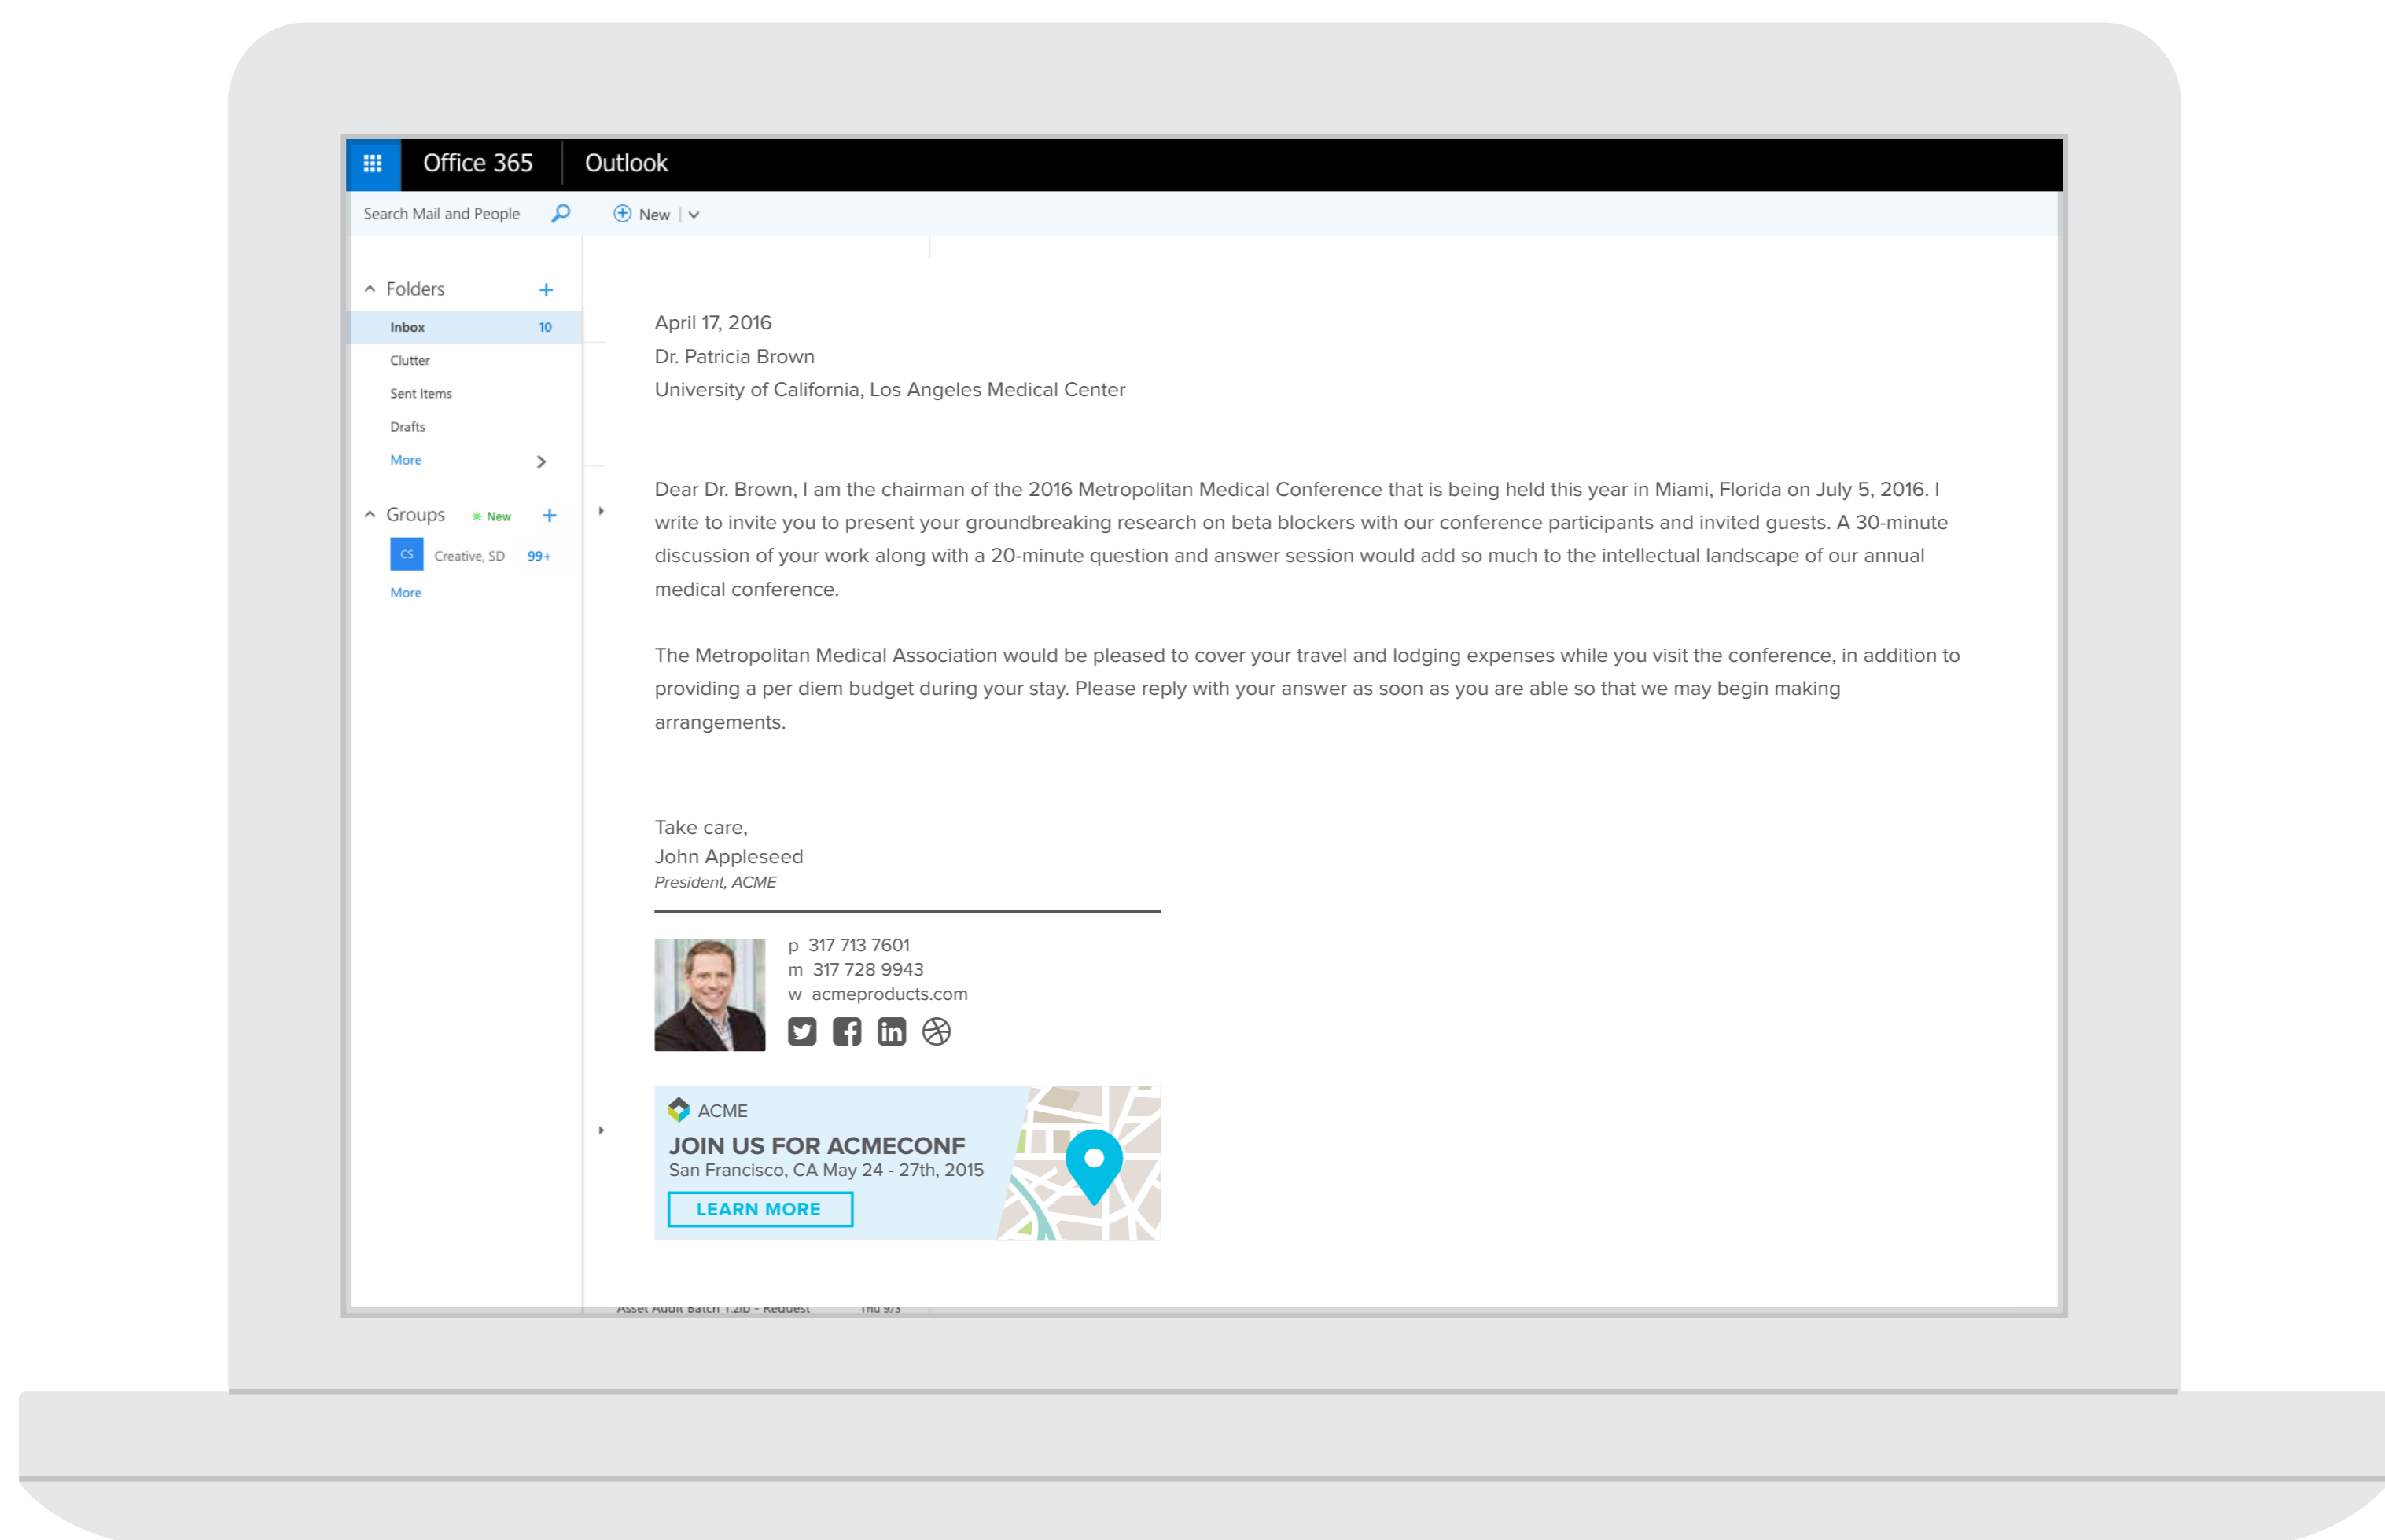 Office 365
Outlook
Search Mail and People
New
Folders
Inbox 10
Clutter
Sent Items
Drafts
More
Groups New
CS Creative, SD 99+
More
April 17, 2016
Dr. Patricia Brown
University of California, Los Angeles Medical Center
Dear Dr. Brown, I am the chairman of the 2016 Metropolitan Medical Conference that is being held this year in Miami, Florida on July 5, 2016. I
write to invite you to present your groundbreaking research on beta blockers with our conference participants and invited guests. A 30-minute
discussion of your work along with a 20-minute question and answer session would add so much to the intellectual landscape of our annual
medical conference.
The Metropolitan Medical Association would be pleased to cover your travel and lodging expenses while you visit the conference, in addition to
providing a per diem budget during your stay. Please reply with your answer as soon as you are able so that we may begin making
arrangements.
Take care,
John Appleseed
President, ACME
p 317 713 7601
m 317 728 9943
w acmeproducts.com
ACME
JOIN US FOR ACMECONF
San Francisco, CA May 24 - 27th, 2015
LEARN MORE
Asset Audit Batch 1.zip - Request Thu 9/3